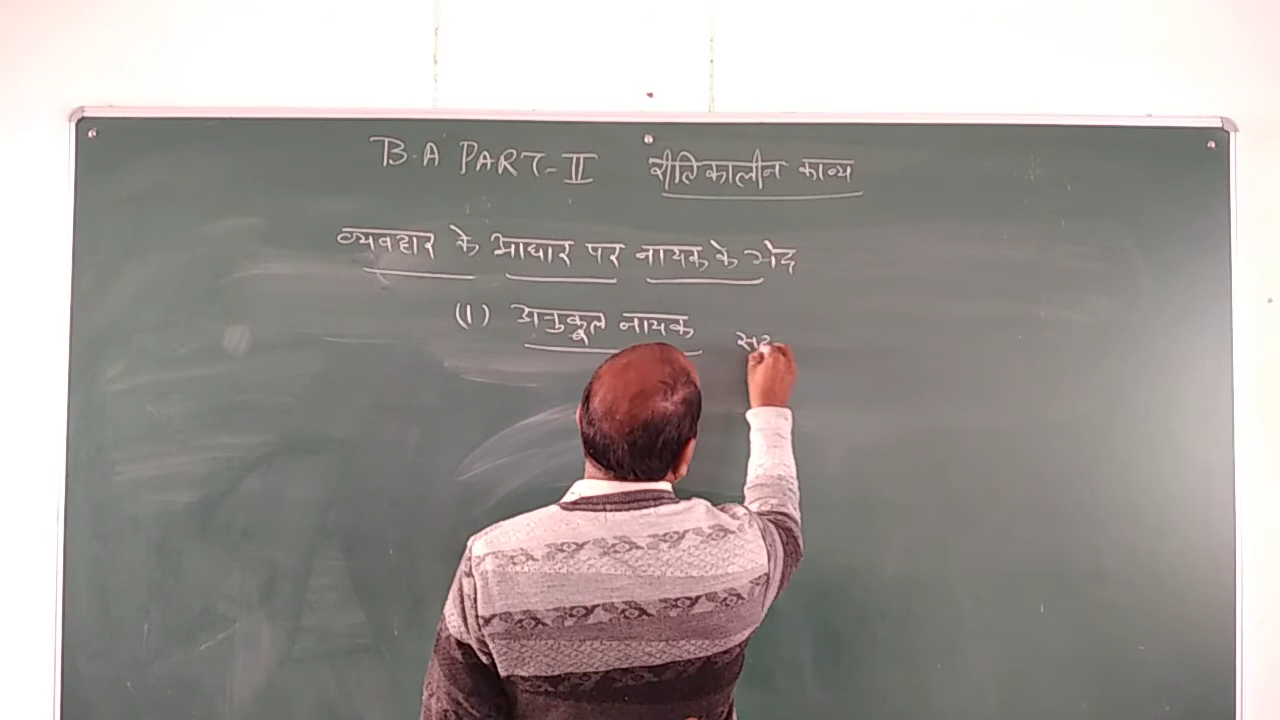 B.A PART-II रीतिकालीन काव्य
व्यवहार के आधार पर नायक के भेद
(1) अनुकूल नायक